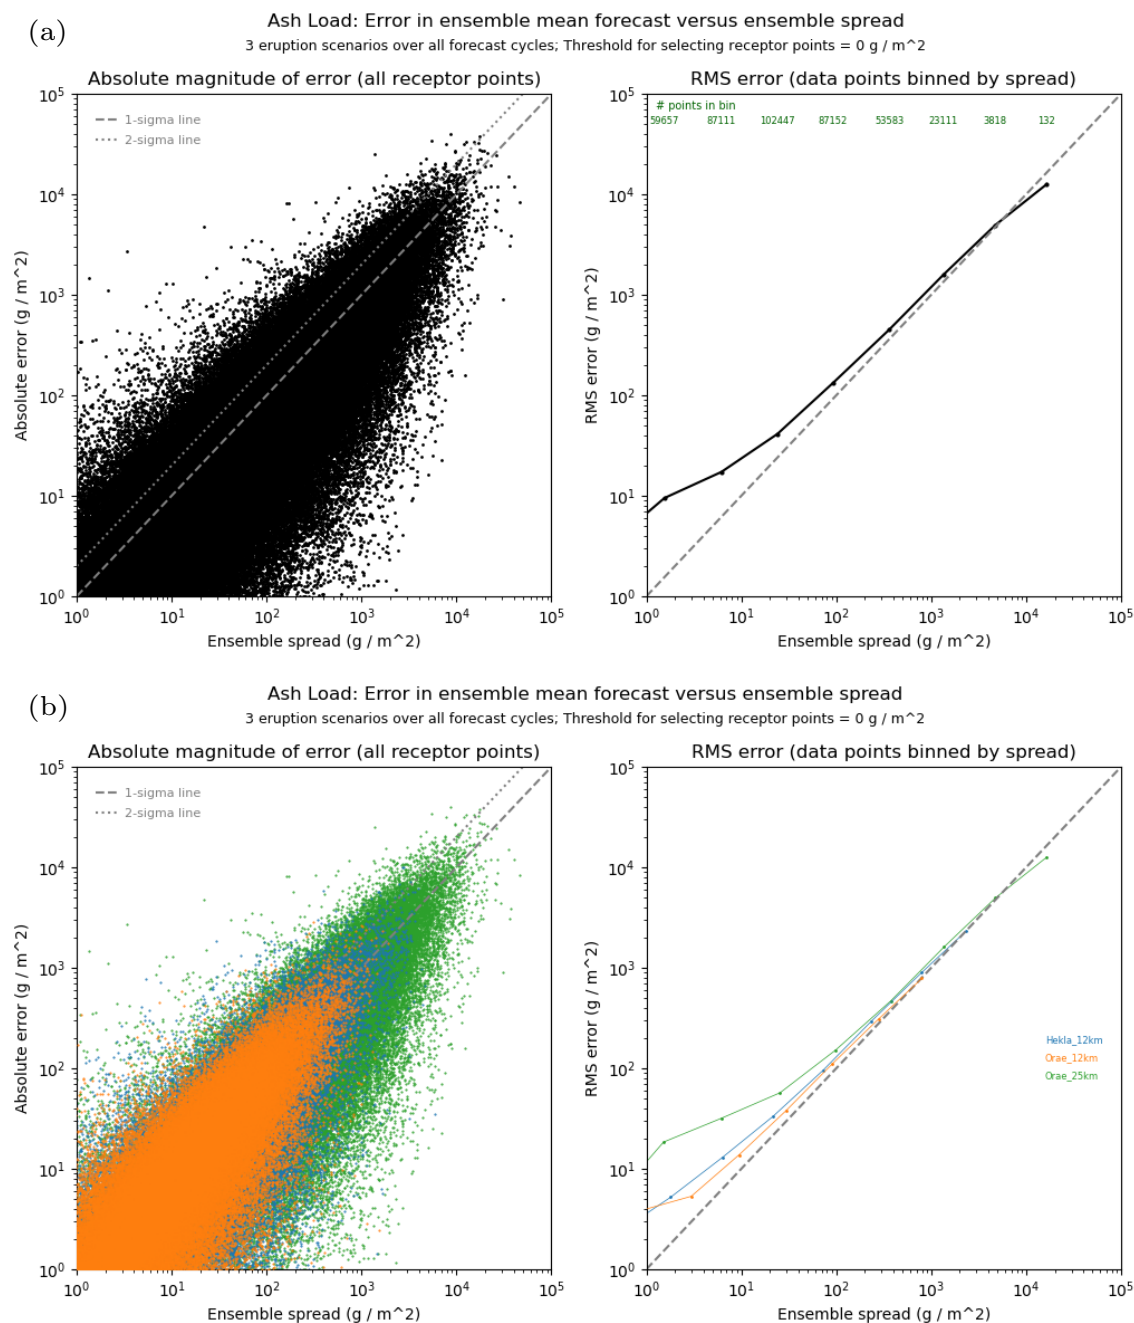 (a)
Ash Load: Error in ensemble mean forecast versus ensemble spread
3 eruption scenarios over all forecast cycles; Threshold for selecting receptor points = 0 g / m^2
Absolute magnitude of error (all receptor points)
10^5
10^4
10^3
10^2
10^1
10^0
Absolute error (g / m^2)
1-sigma line
2-sigma line
10^0 10^1 10^2 10^3 10^4 10^5
Ensemble spread (g / m^2)
RMS error (data points binned by spread)
# points in bin
59657 87111 102447 87152 53583 23111 3818 132
10^5
10^4
10^3
10^2
10^1
10^0
RMS error (g / m^2)
10^0 10^1 10^2 10^3 10^4 10^5
Ensemble spread (g / m^2)
(b)
Ash Load: Error in ensemble mean forecast versus ensemble spread
3 eruption scenarios over all forecast cycles; Threshold for selecting receptor points = 0 g / m^2
Absolute magnitude of error (all receptor points)
10^5
10^4
10^3
10^2
10^1
10^0
Absolute error (g / m^2)
1-sigma line
2-sigma line
10^0 10^1 10^2 10^3 10^4 10^5
Ensemble spread (g / m^2)
RMS error (data points binned by spread)
10^5
10^4
10^3
10^2
10^1
10^0
RMS error (g / m^2)
Hekla_12km
Orae_12km
Orae_25km
10^0 10^1 10^2 10^3 10^4 10^5
Ensemble spread (g / m^2)